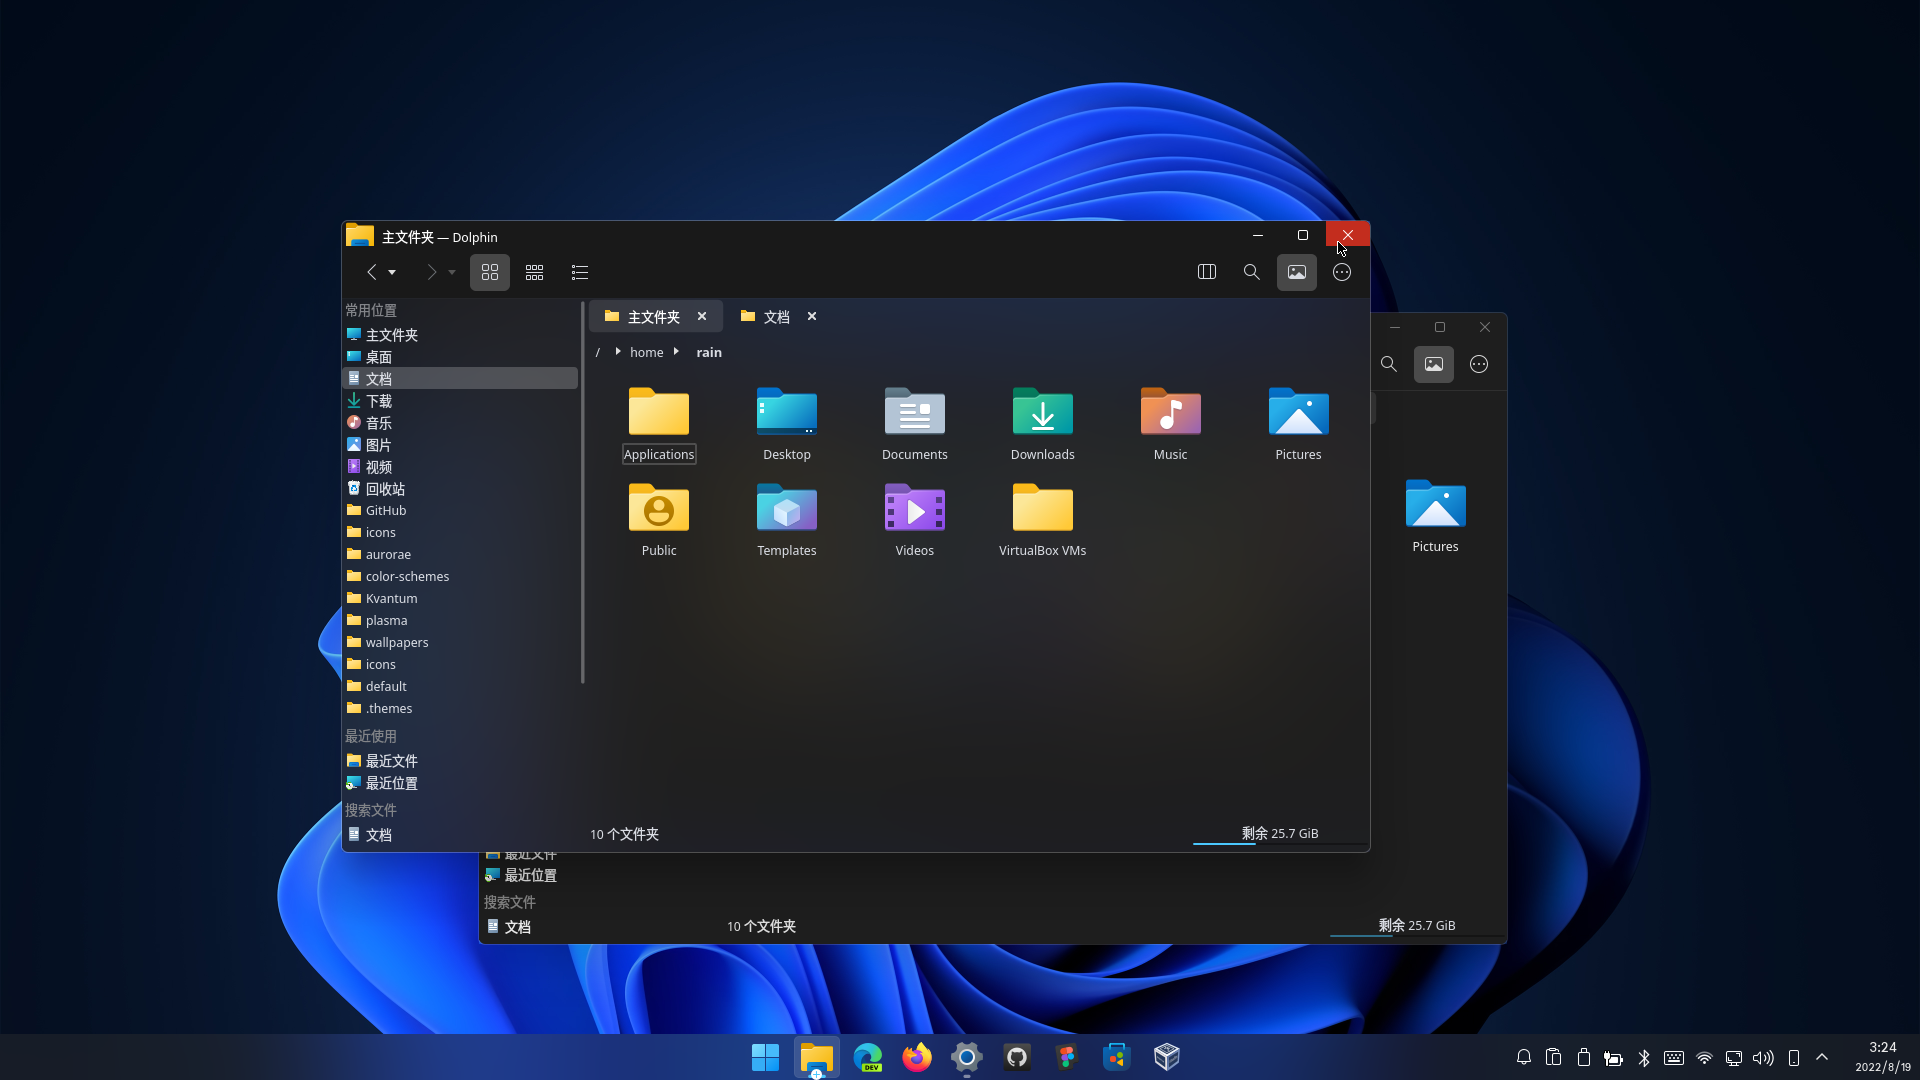 主文件夹 — Dolphin
常用位置
主文件夹
桌面
文档
下载
音乐
图片
视频
回收站
GitHub
icons
aurorae
color-schemes
Kvantum
plasma
wallpapers
icons
default
.themes
最近使用
最近文件
最近位置
搜索文件
文档
主文件夹
文档
/ home rain
Applications
Desktop
Documents
Downloads
Music
Pictures
Public
Templates
Videos
VirtualBox VMs
10 个文件夹
剩余 25.7 GiB
Pictures
最近文件
最近位置
搜索文件
文档
10 个文件夹
剩余 25.7 GiB
DEV
3:24
2022/8/19